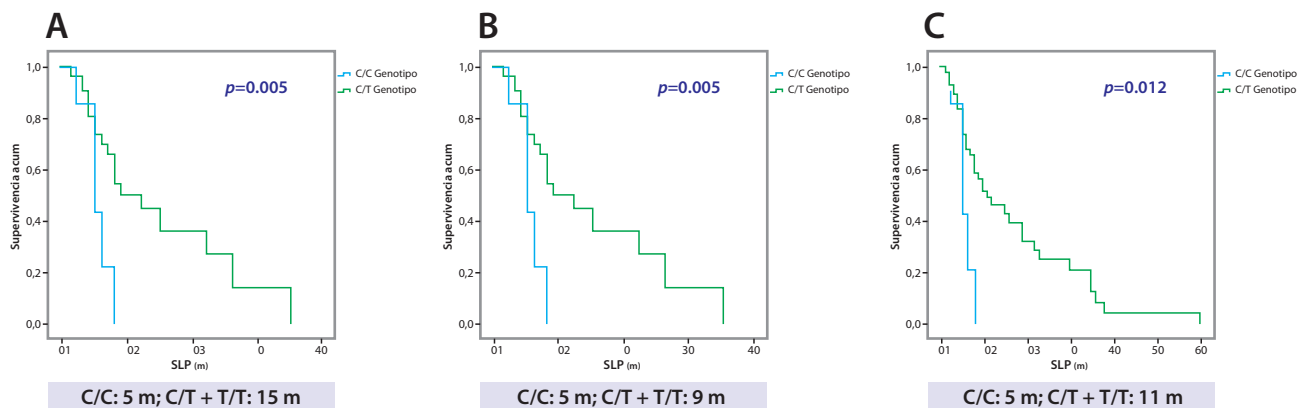 A
Supervivencia acum
1,0
0,8
0,6
0,4
0,2
0,0
p=0.005
C/C Genotipo
C/T Genotipo
01 02 03 0 40
SLP (m)
C/C: 5 m; C/T + T/T: 15 m
B
Supervivencia acum
1,0
0,8
0,6
0,4
0,2
0,0
p=0.005
C/C Genotipo
C/T Genotipo
01 02 0 30 40
SLP (m)
C/C: 5 m; C/T + T/T: 9 m
C
Supervivencia acum
1,0
0,8
0,6
0,4
0,2
0,0
p=0.012
C/C Genotipo
C/T Genotipo
01 02 03 0 40 50 60
SLP (m)
C/C: 5 m; C/T + T/T: 11 m